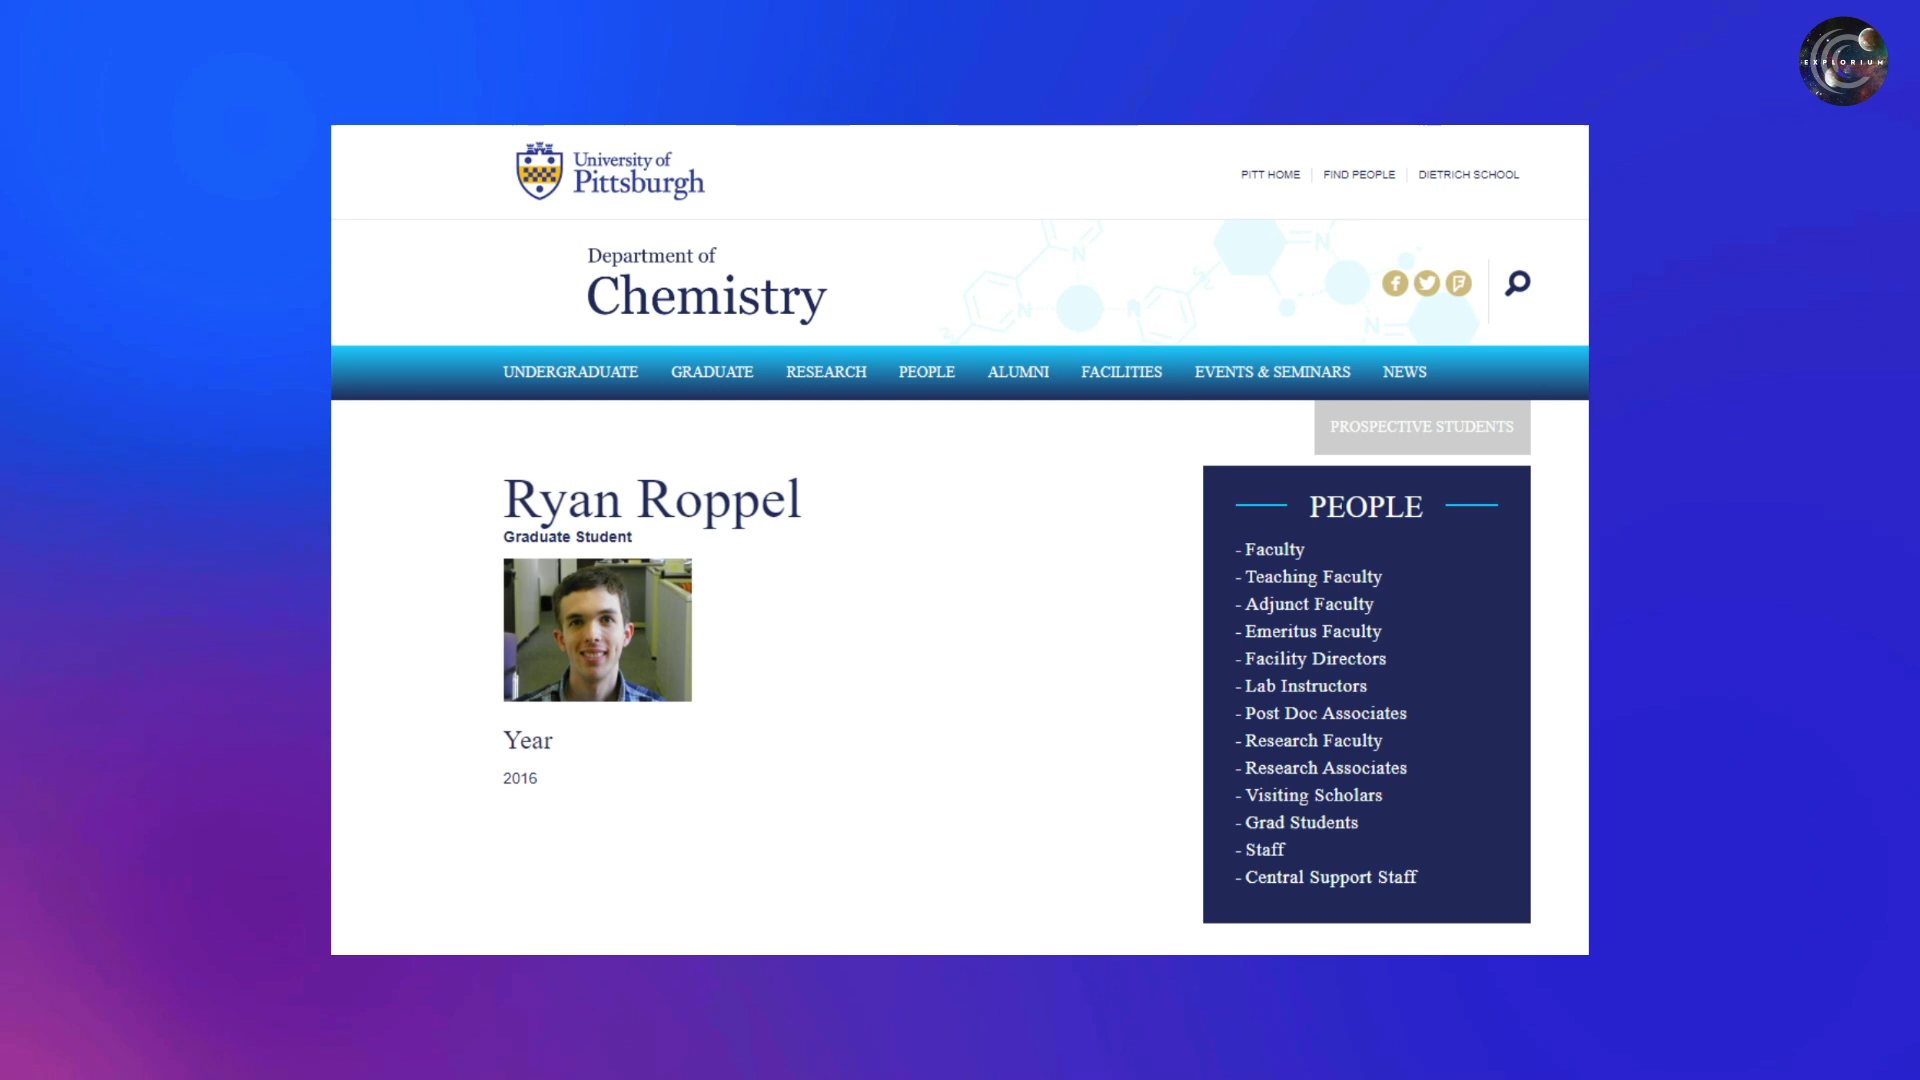 EXPLORIUM
University of
Pittsburgh
PITT HOME
FIND PEOPLE
DIETRICH SCHOOL
Department of
Chemistry
N
N
N
N
N
UNDERGRADUATE
GRADUATE
RESEARCH
PEOPLE
ALUMNI
FACILITIES
EVENTS & SEMINARS
NEWS
PROSPECTIVE STUDENTS
Ryan Roppel
Graduate Student
Year
2016
PEOPLE
- Faculty
- Teaching Faculty
- Adjunct Faculty
- Emeritus Faculty
- Facility Directors
- Lab Instructors
- Post Doc Associates
- Research Faculty
- Research Associates
- Visiting Scholars
- Grad Students
- Staff
- Central Support Staff